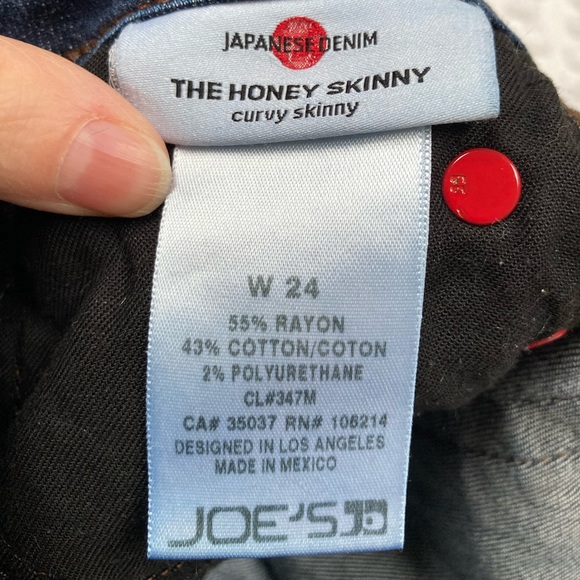 JAPANESE DENIM
THE HONEY SKINNY
curvy skinny
W 24
55% RAYON
43% COTTON/COTON
2% POLYURETHANE
CL#347M
CA# 35037 RN# 106214
DESIGNED IN LOS ANGELES
MADE IN MEXICO
JOE'S